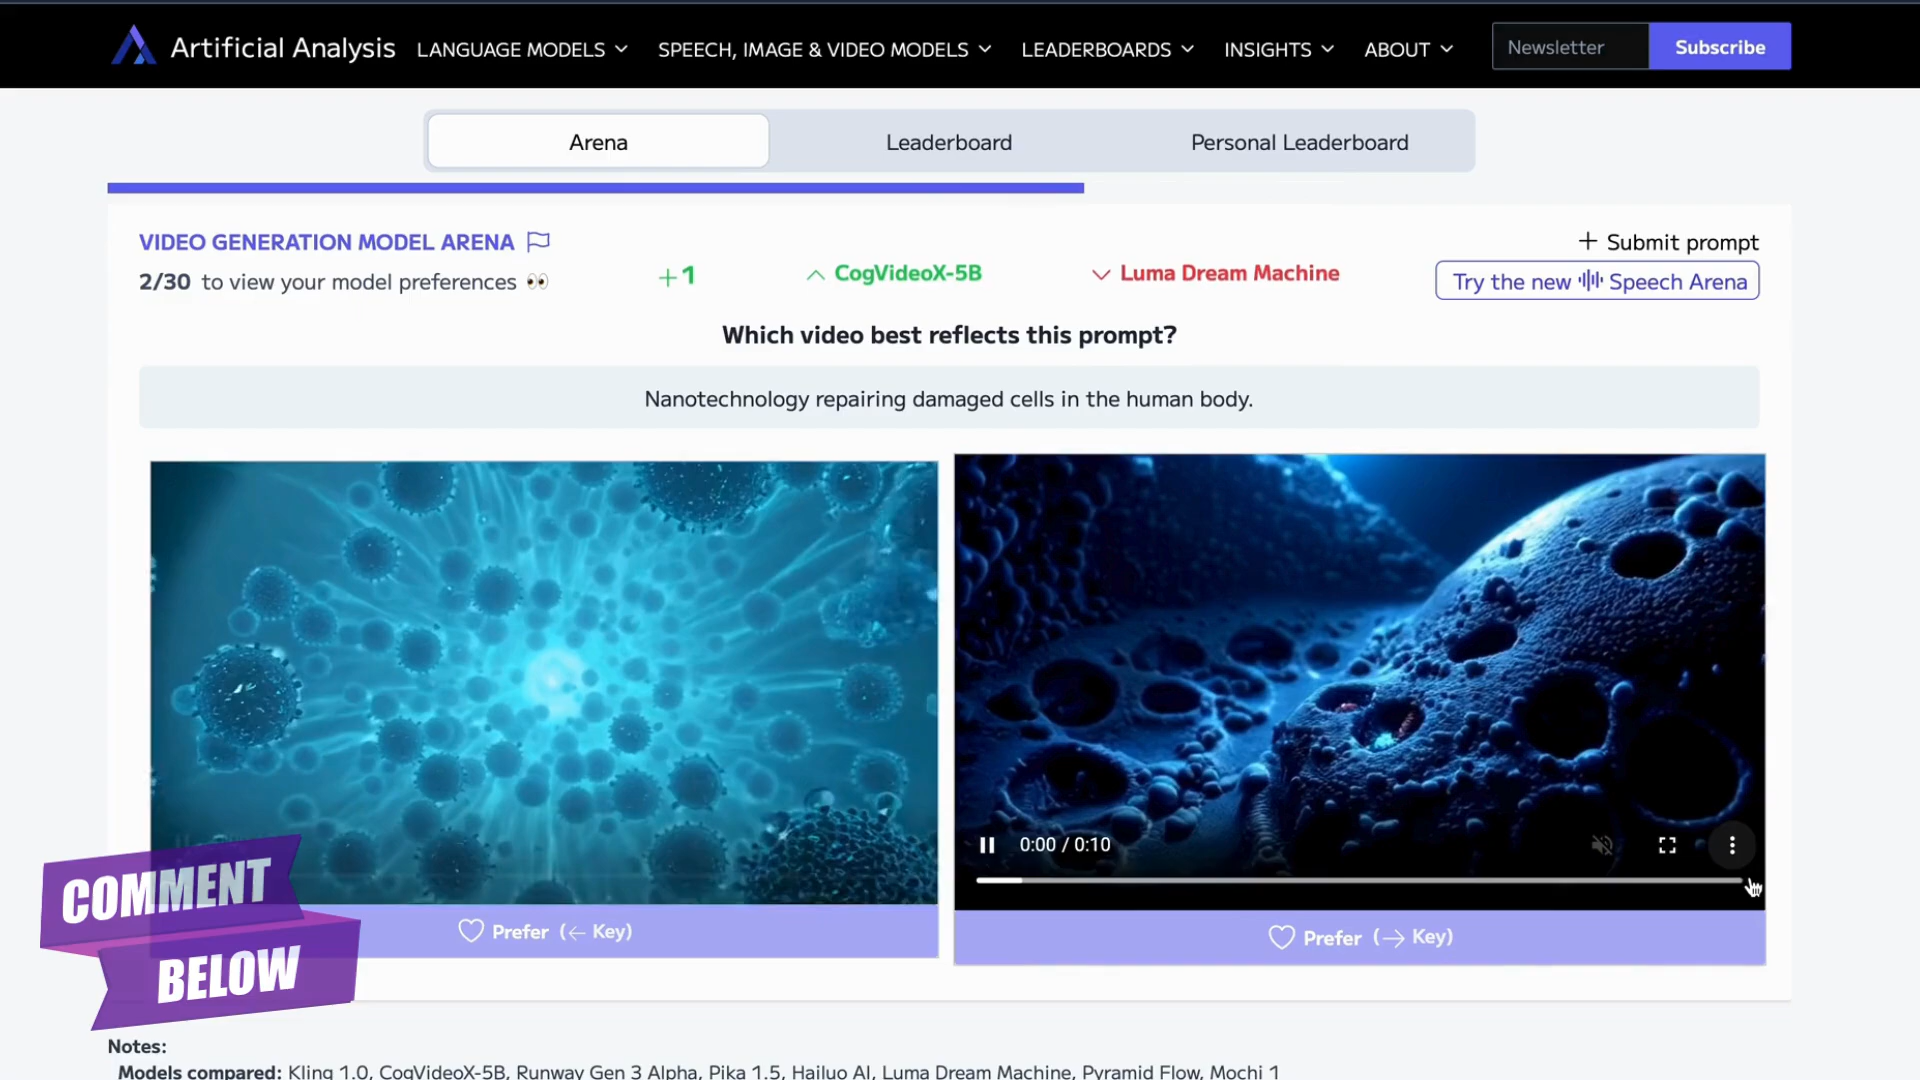 Artificial Analysis LANGUAGE MODELS SPEECH, IMAGE & VIDEO MODELS LEADERBOARDS INSIGHTS ABOUT Newsletter Subscribe
Arena Leaderboard Personal Leaderboard
VIDEO GENERATION MODEL ARENA
+ Submit prompt
2/30 to view your model preferences 👀
+1 CogVideoX-5B Luma Dream Machine
Try the new Speech Arena
Which video best reflects this prompt?
Nanotechnology repairing damaged cells in the human body.
0:00 / 0:10
Prefer (← Key)
Prefer (→ Key)
COMMENT
BELOW
Notes:
Models compared: Kling 1.0, CogVideoX-5B, Runway Gen 3 Alpha, Pika 1.5, Hailuo AI, Luma Dream Machine, Pyramid Flow, Mochi 1